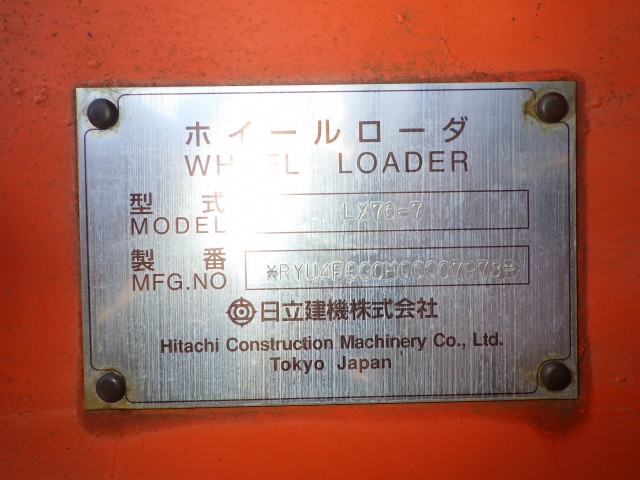 ホイールローダ
WHEEL LOADER
型式 LX70-7
MODEL
製番
MFG.NO
日立建機株式会社
Hitachi Construction Machinery Co., Ltd.
Tokyo Japan